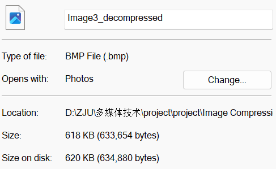 Image3_decompressed
Type of file: BMP File (.bmp)
Opens with: Photos Change...
Location: D:\ZJU\多媒体技术\project\project\Image Compressi
Size: 618 KB (633,654 bytes)
Size on disk: 620 KB (634,880 bytes)